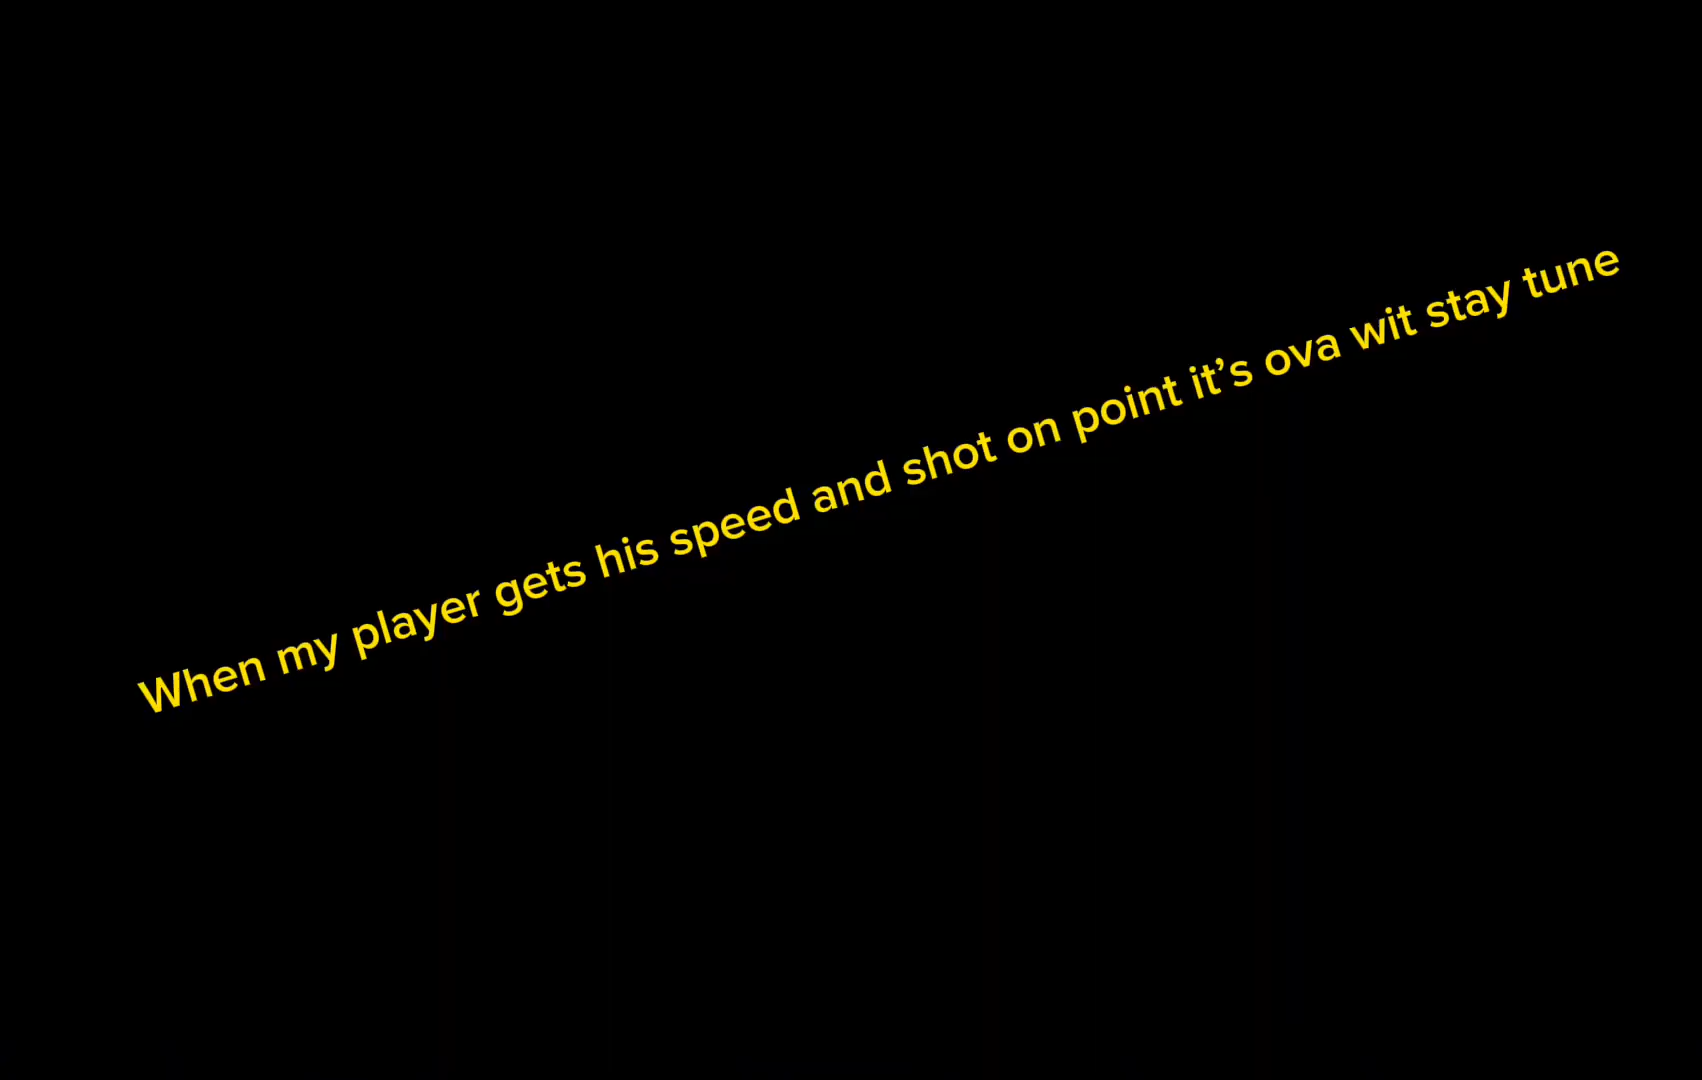 When my player gets his speed and shot on point it’s ova wit stay tune